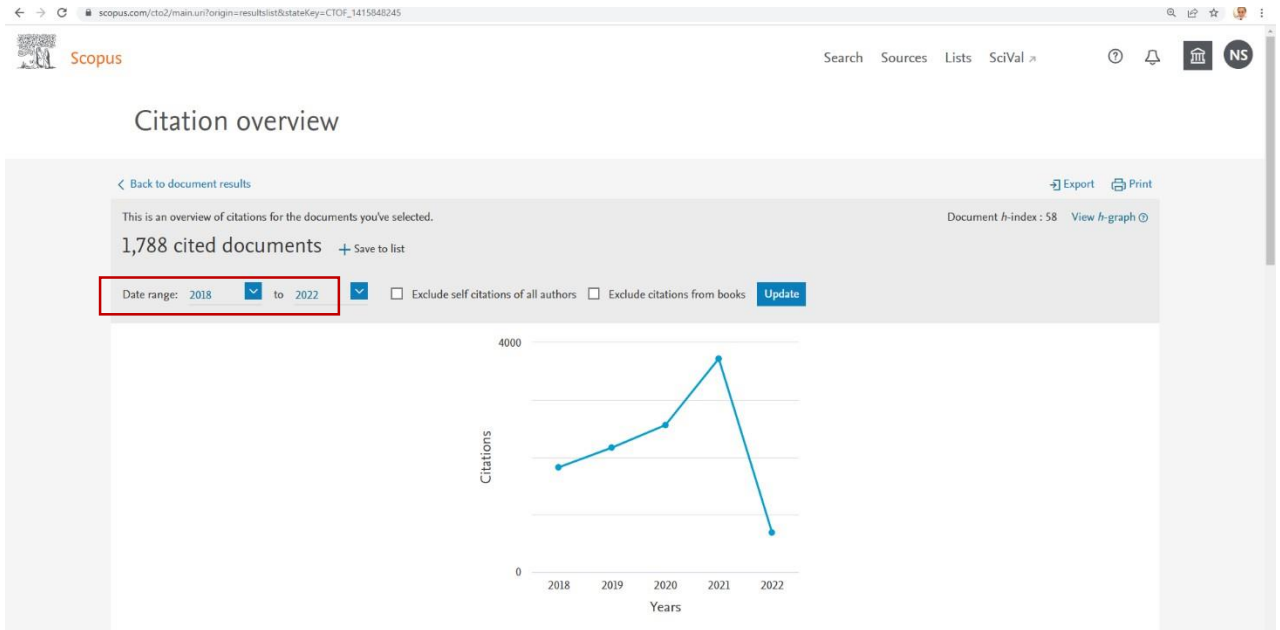 scopus.com/cto2/main.uri?origin=resultslist&stateKey=CTOF_1415848245
Scopus
Search Sources Lists SciVal ↗ NS
Citation overview
Back to document results Export Print
This is an overview of citations for the documents you've selected. Document h-index : 58 View h-graph
1,788 cited documents + Save to list
Date range: 2018 to 2022 Exclude self citations of all authors Exclude citations from books Update
4000
Citations
0
2018 2019 2020 2021 2022
Years